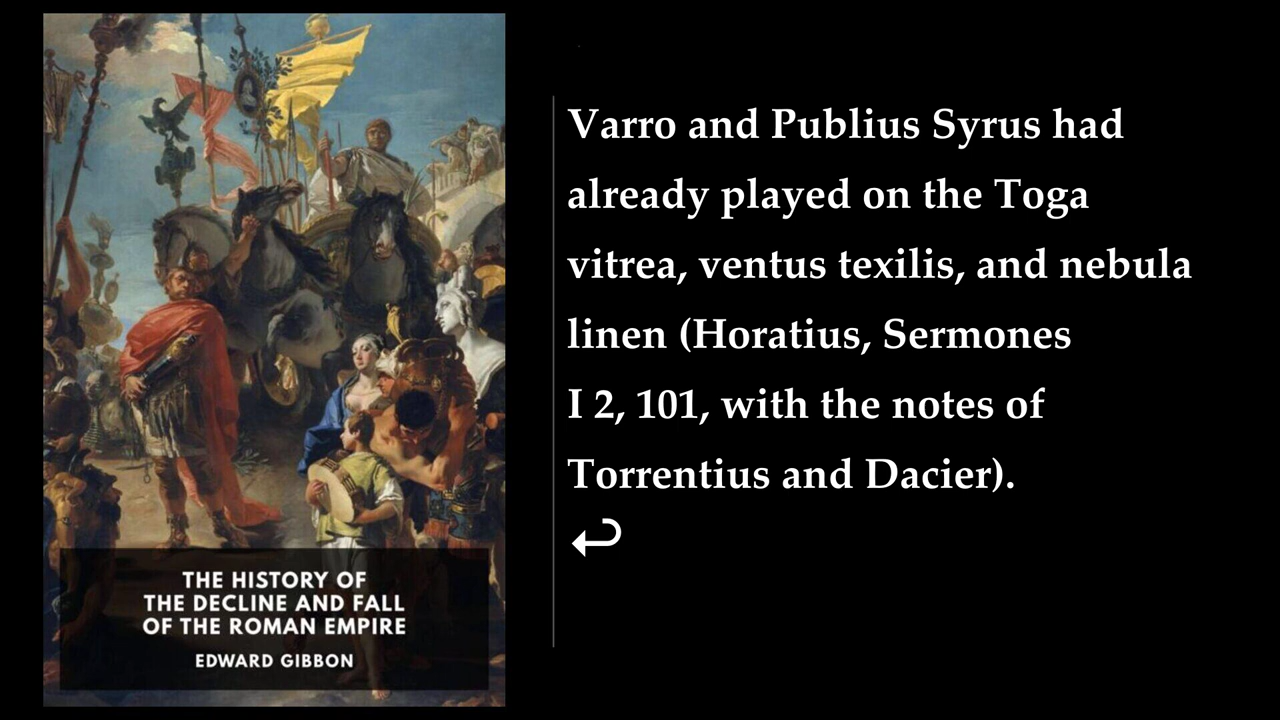 THE HISTORY OF
THE DECLINE AND FALL
OF THE ROMAN EMPIRE
EDWARD GIBBON
Varro and Publius Syrus had
already played on the Toga
vitrea, ventus texilis, and nebula
linen (Horatius, Sermones
I 2, 101, with the notes of
Torrentius and Dacier).
↩